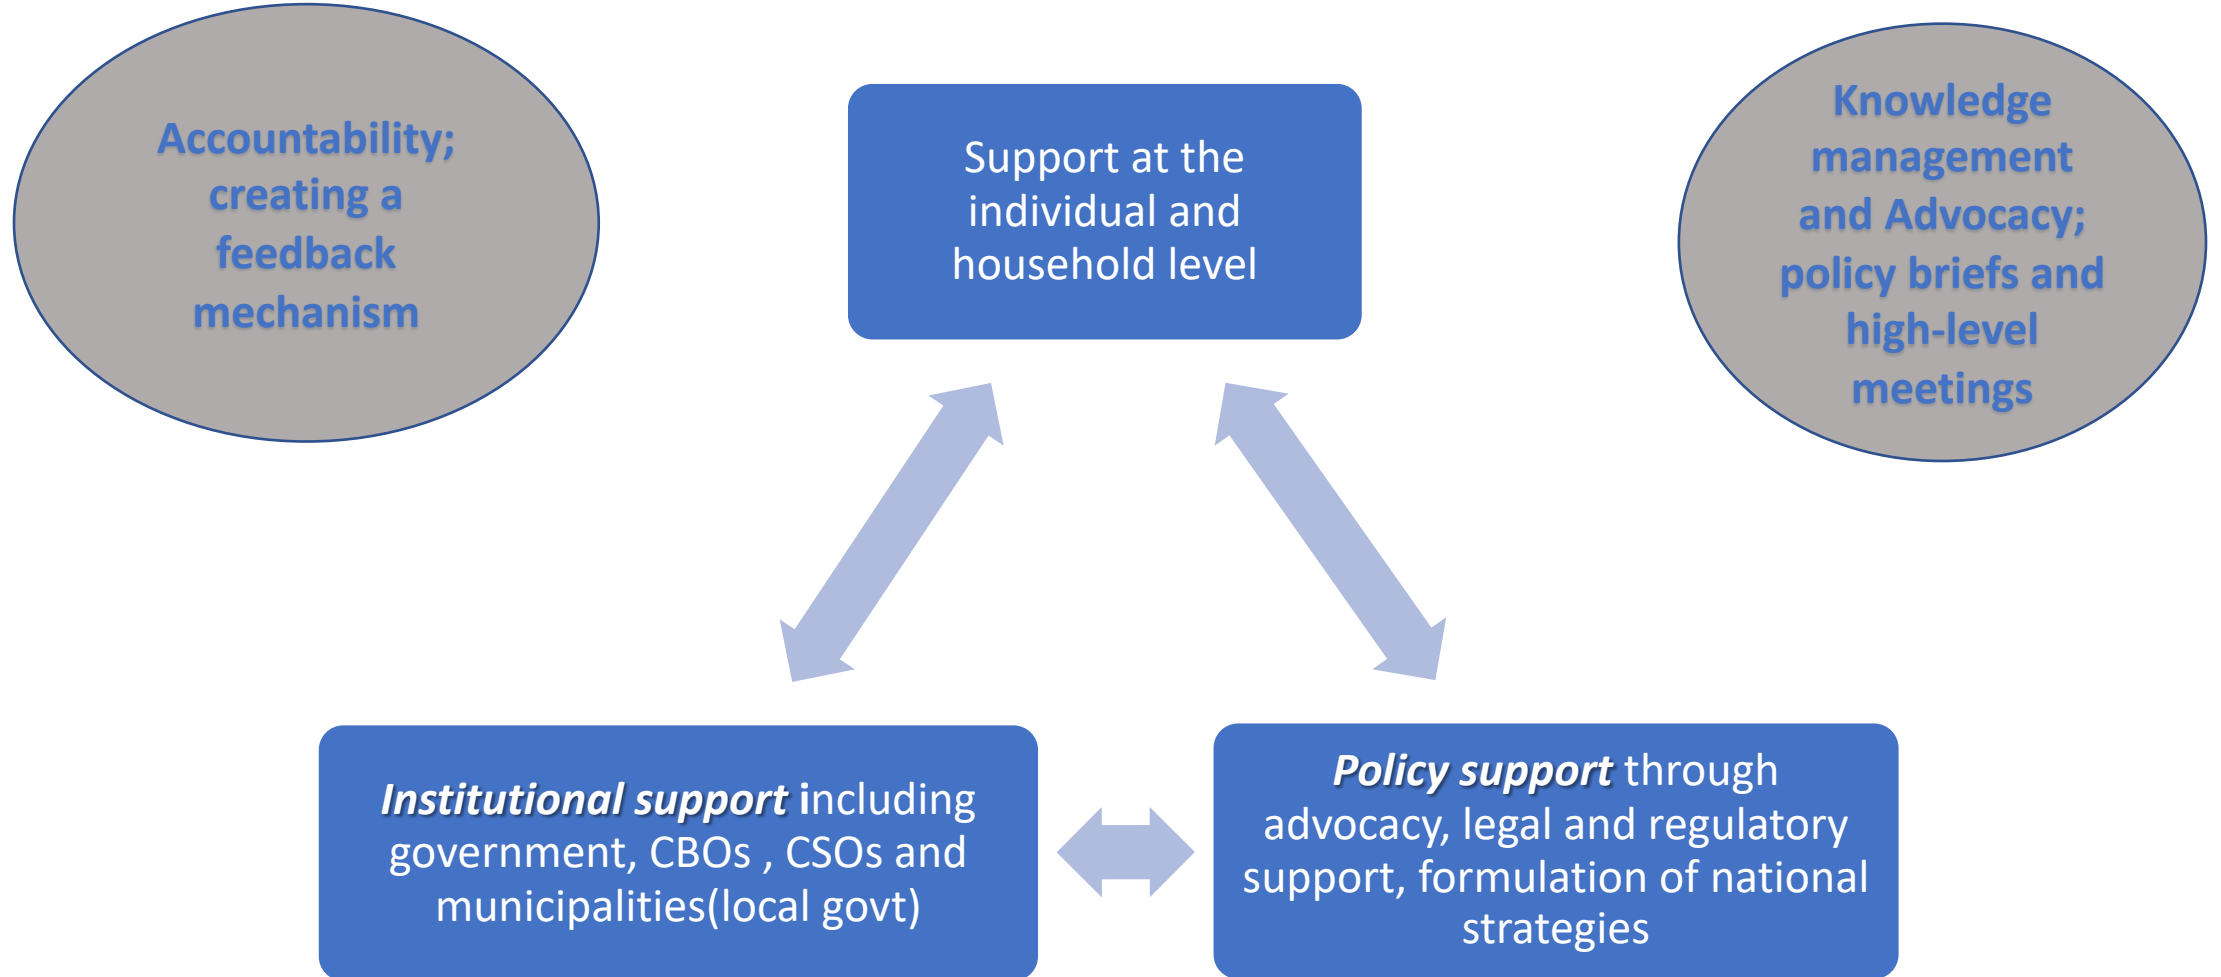 Accountability;
creating a
feedback
mechanism
Support at the
individual and
household level
Knowledge
management
and Advocacy;
policy briefs and
high-level
meetings
Institutional support including
government, CBOs , CSOs and
municipalities(local govt)
Policy support through
advocacy, legal and regulatory
support, formulation of national
strategies